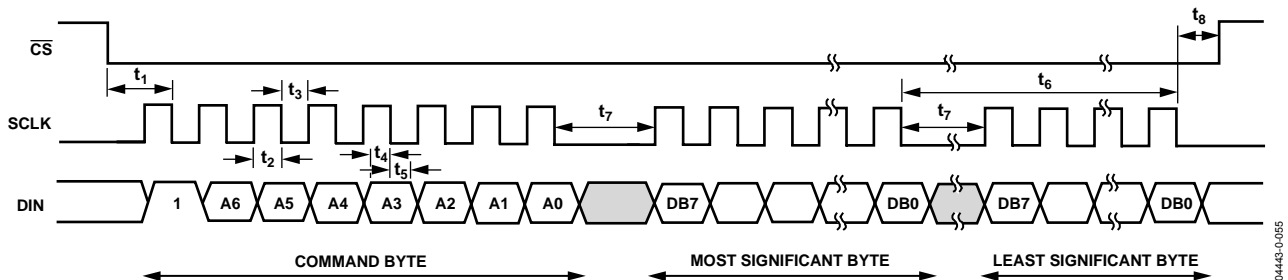 t8
CS
t1
t3
t6
SCLK
t7
t7
t2
t4
t5
DIN
1
A6
A5
A4
A3
A2
A1
A0
DB7
DB0
DB7
DB0
COMMAND BYTE
MOST SIGNIFICANT BYTE
LEAST SIGNIFICANT BYTE
04443-0-055